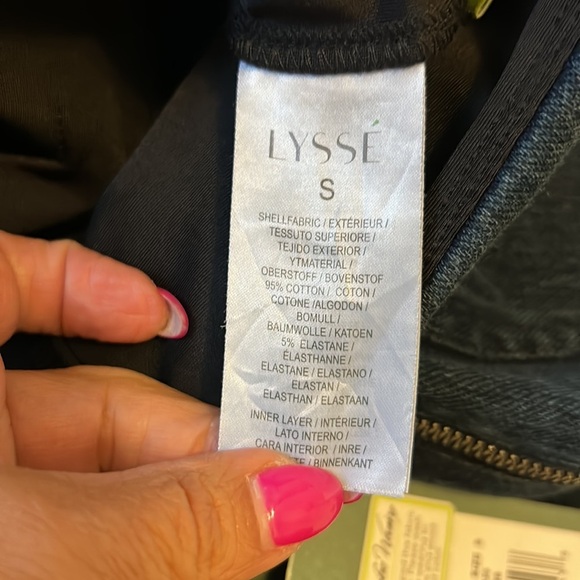 LYSSÉ
S
SHELLFABRIC / EXTÉRIEUR /
TESSUTO SUPERIORE /
TEJIDO EXTERIOR /
YTMATERIAL /
OBERSTOFF / BOVENSTOF
95% COTTON / COTON /
COTONE /ALGODON /
BOMULL /
BAUMWOLLE / KATOEN
5% ELASTANE /
ÉLASTHANNE /
ELASTANE / ELASTANO /
ELASTAN /
ELASTHAN / ELASTAAN
INNER LAYER / INTÉRIEUR /
LATO INTERNO /
CARA INTERIOR / INRE /
/ BINNENKANT